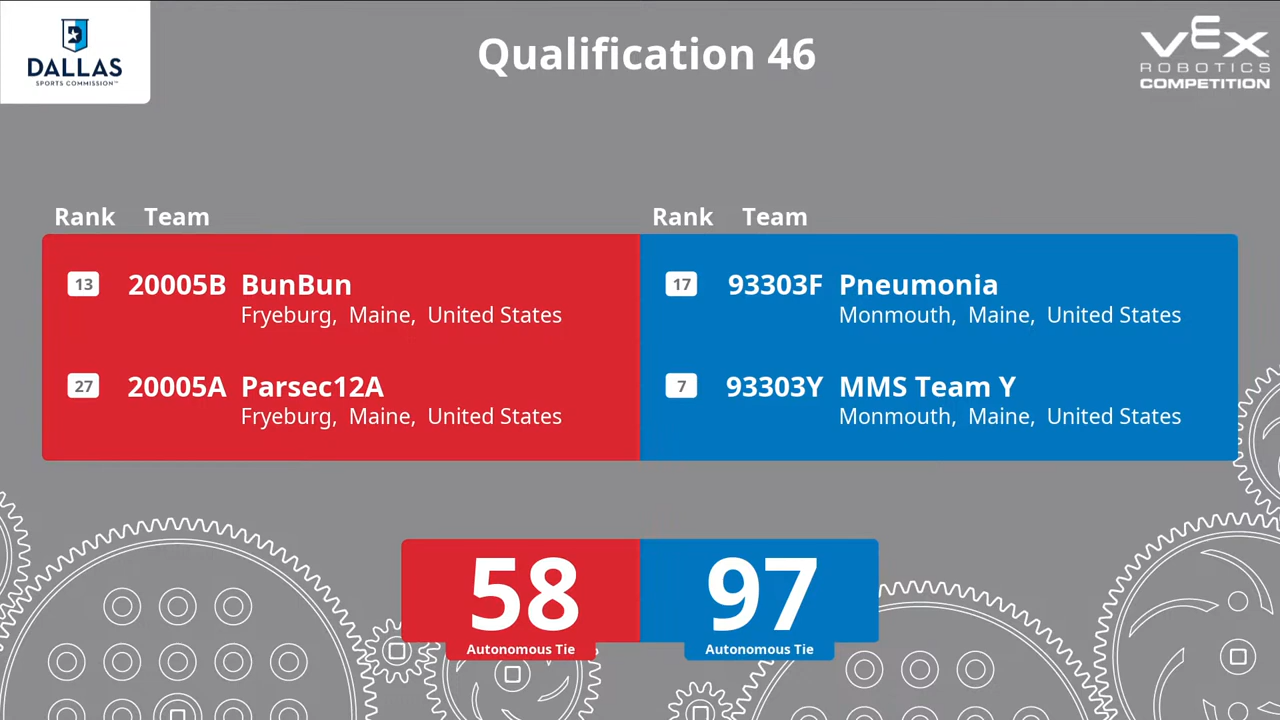 DALLAS
SPORTS COMMISSION™
Qualification 46
VEX
ROBOTICS
COMPETITION
Rank Team
13 20005B BunBun
Fryeburg, Maine, United States
27 20005A Parsec12A
Fryeburg, Maine, United States
Rank Team
17 93303F Pneumonia
Monmouth, Maine, United States
7 93303Y MMS Team Y
Monmouth, Maine, United States
58
Autonomous Tie
97
Autonomous Tie